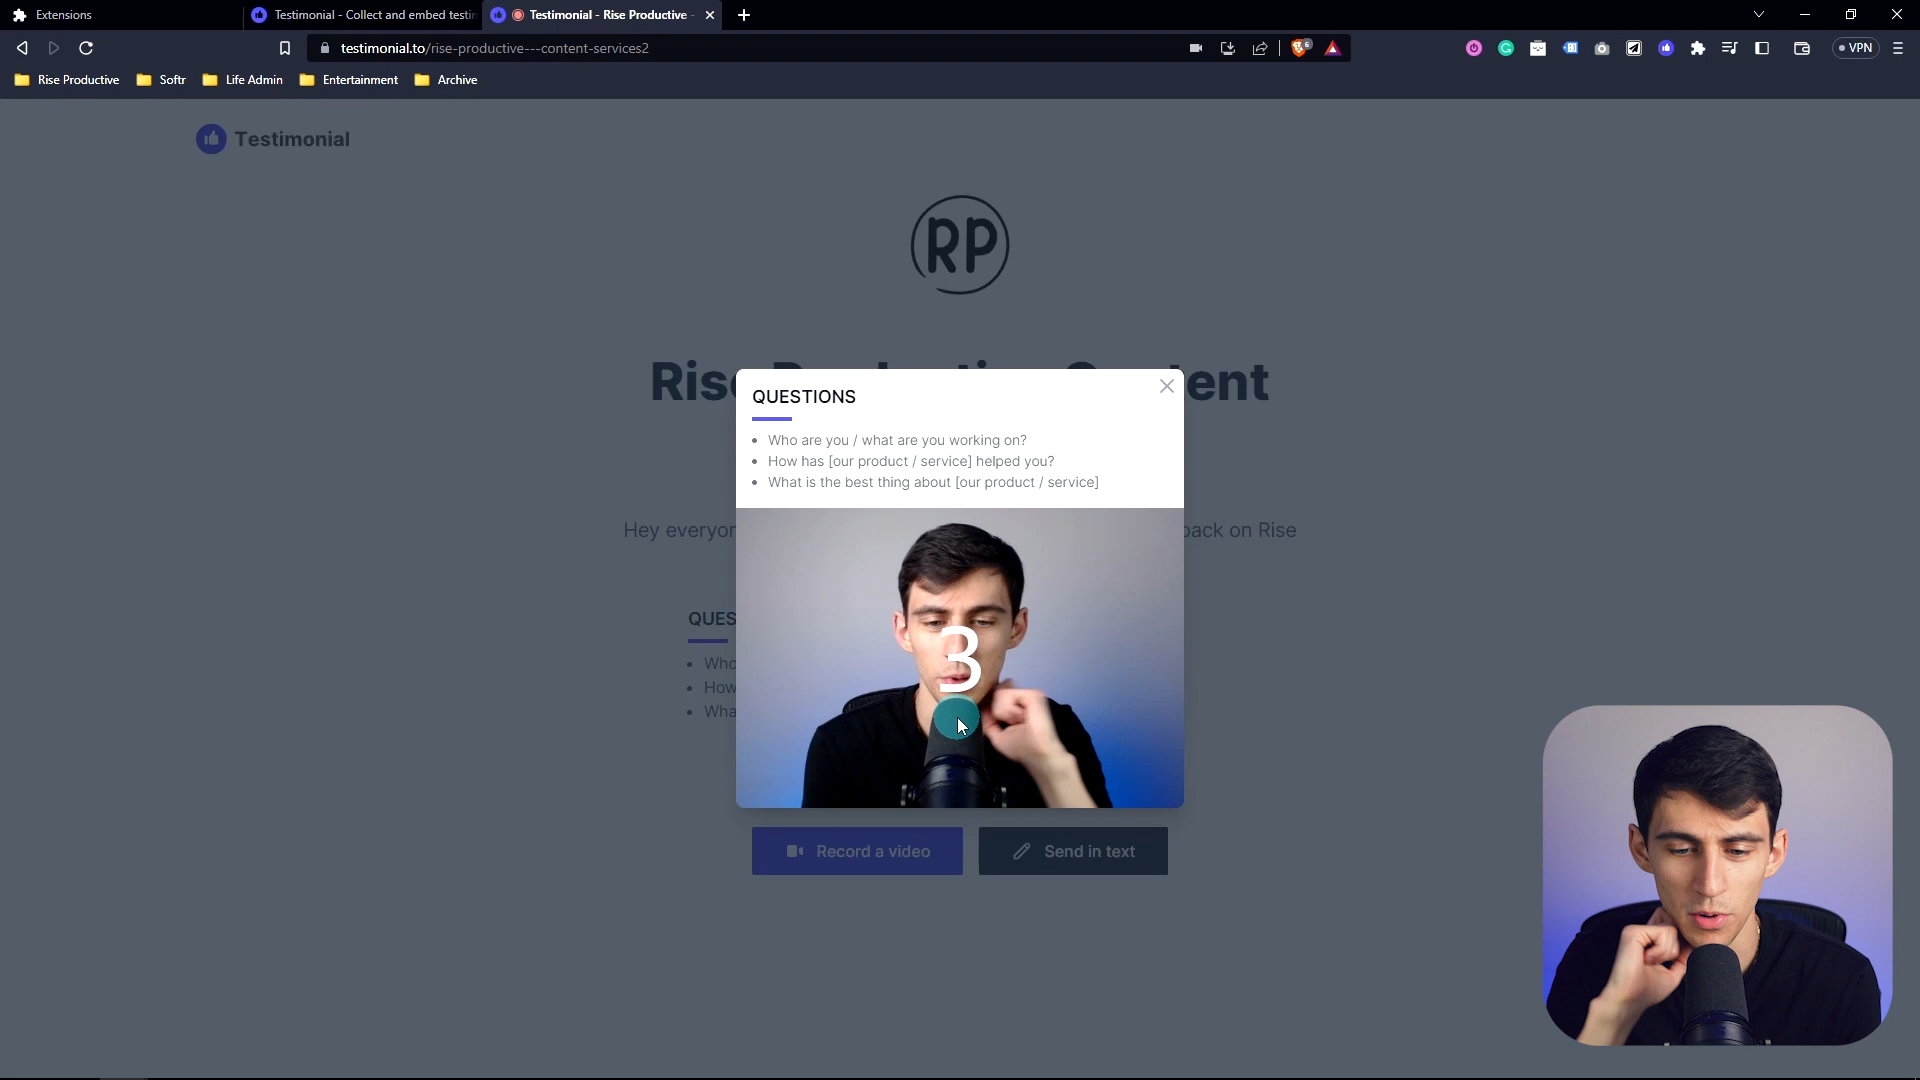 Extensions
Testimonial - Collect and embed testin
Testimonial - Rise Productive -
testimonial.to/rise-productive---content-services2
6
VPN
Rise Productive
Softr
Life Admin
Entertainment
Archive
Testimonial
RP
Ris
ent
QUESTIONS
Who are you / what are you working on?
How has [our product / service] helped you?
What is the best thing about [our product / service]
Hey everyon
back on Rise
QUES
Who
How
Wha
3
Record a video
Send in text